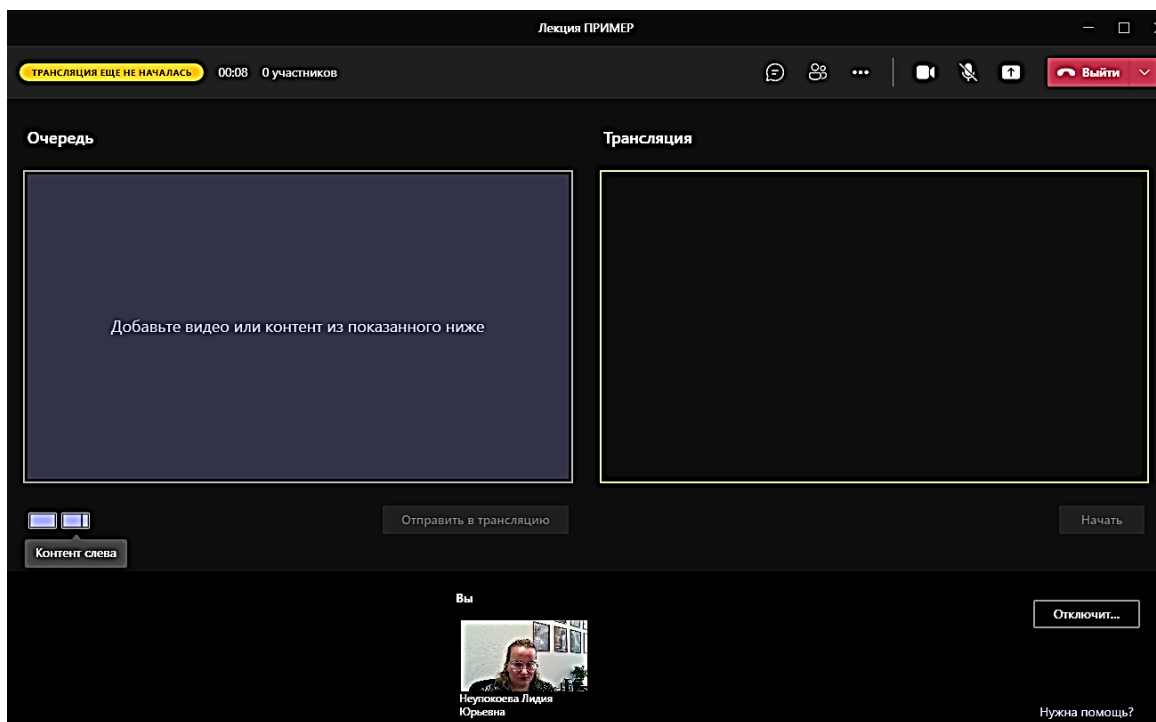 Лекция ПРИМЕР
ТРАНСЛЯЦИЯ ЕЩЕ НЕ НАЧАЛАСЬ 00:08 0 участников
Выйти
Очередь
Трансляция
Добавьте видео или контент из показанного ниже
Отправить в трансляцию
Начать
Контент слева
Вы
Отключит...
Неупокоева Лидия
Юрьевна
Нужна помощь?